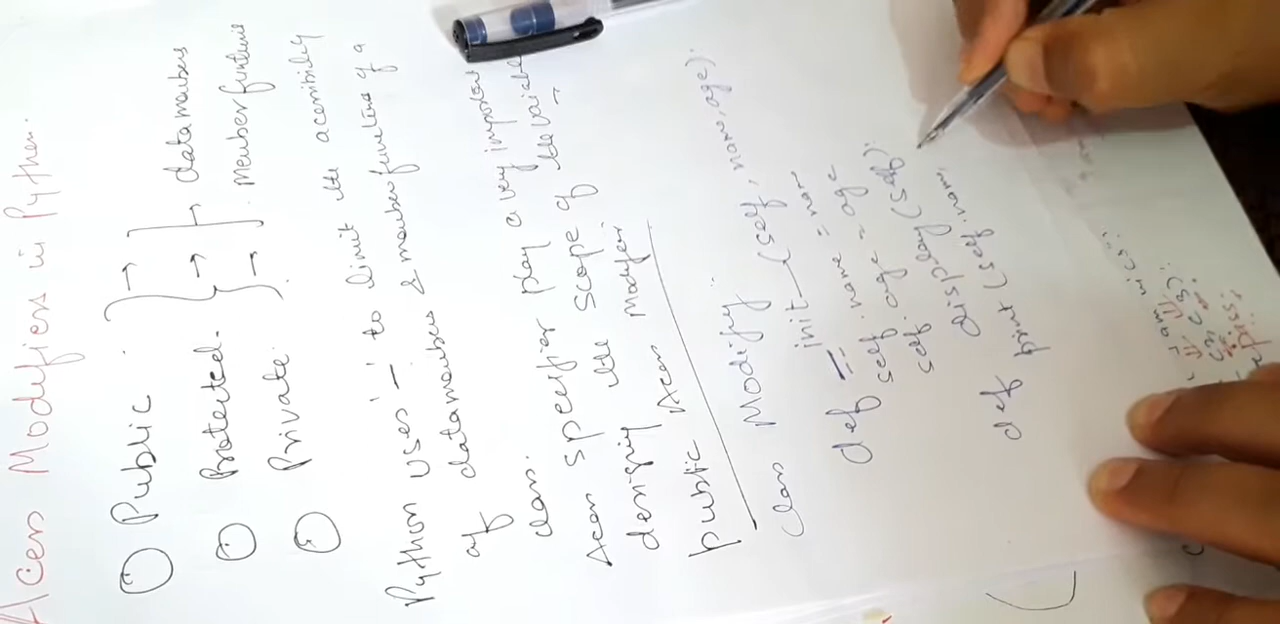 Acces Modifiers in Python.
Public → data members
Protected. → member functions
Private →
Python uses '—' to limit the accessibility
of data members & member functions of a
class.
Access specifier play a very important
desigig the scope of the variable
public Access Modifier
class Modify:
def __init__(self, name, age):
self.name = name
self.age = age
def display(self):
print(self.name,